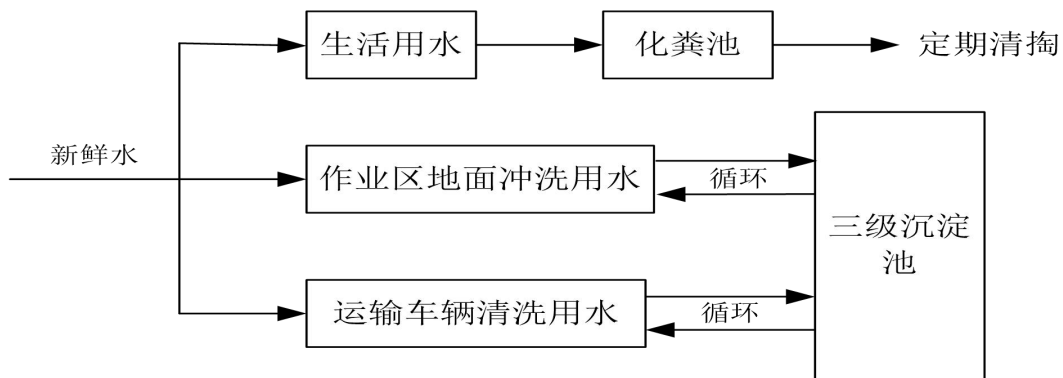 生活用水
化粪池
定期清掏
新鲜水
作业区地面冲洗用水
循环
三级沉淀
池
运输车辆清洗用水
循环